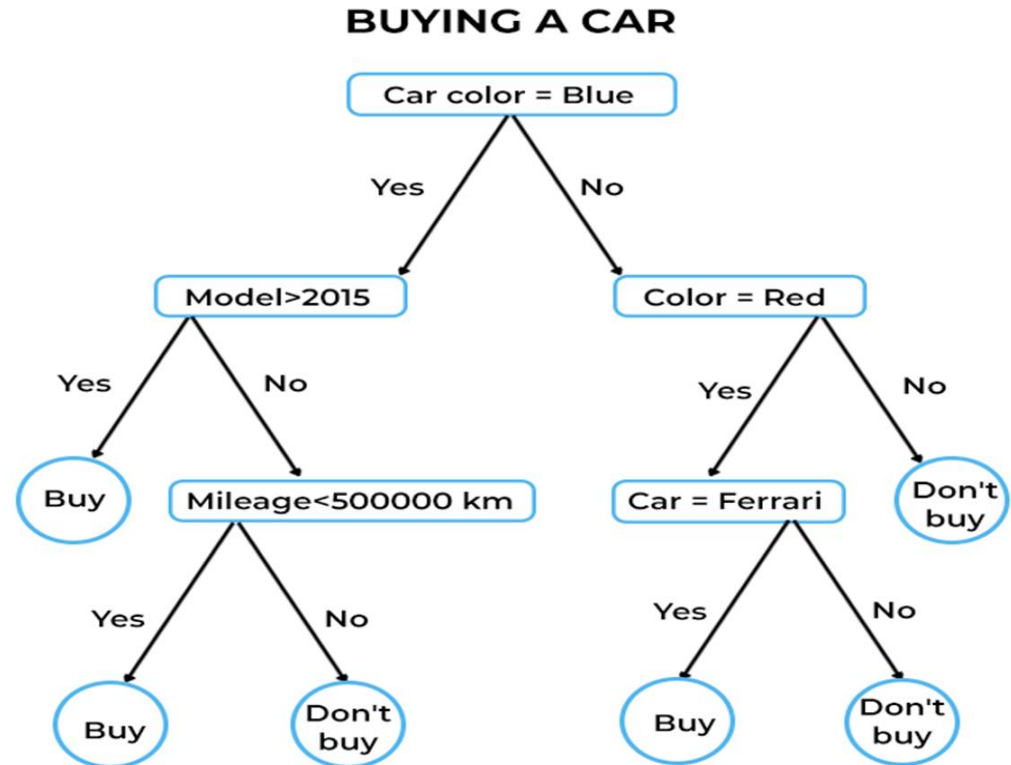 BUYING A CAR
Car color = Blue
Yes
No
Model>2015
Color = Red
Yes
No
Yes
No
Buy
Mileage<500000 km
Car = Ferrari
Don't
buy
Yes
No
Yes
No
Buy
Don't
buy
Buy
Don't
buy